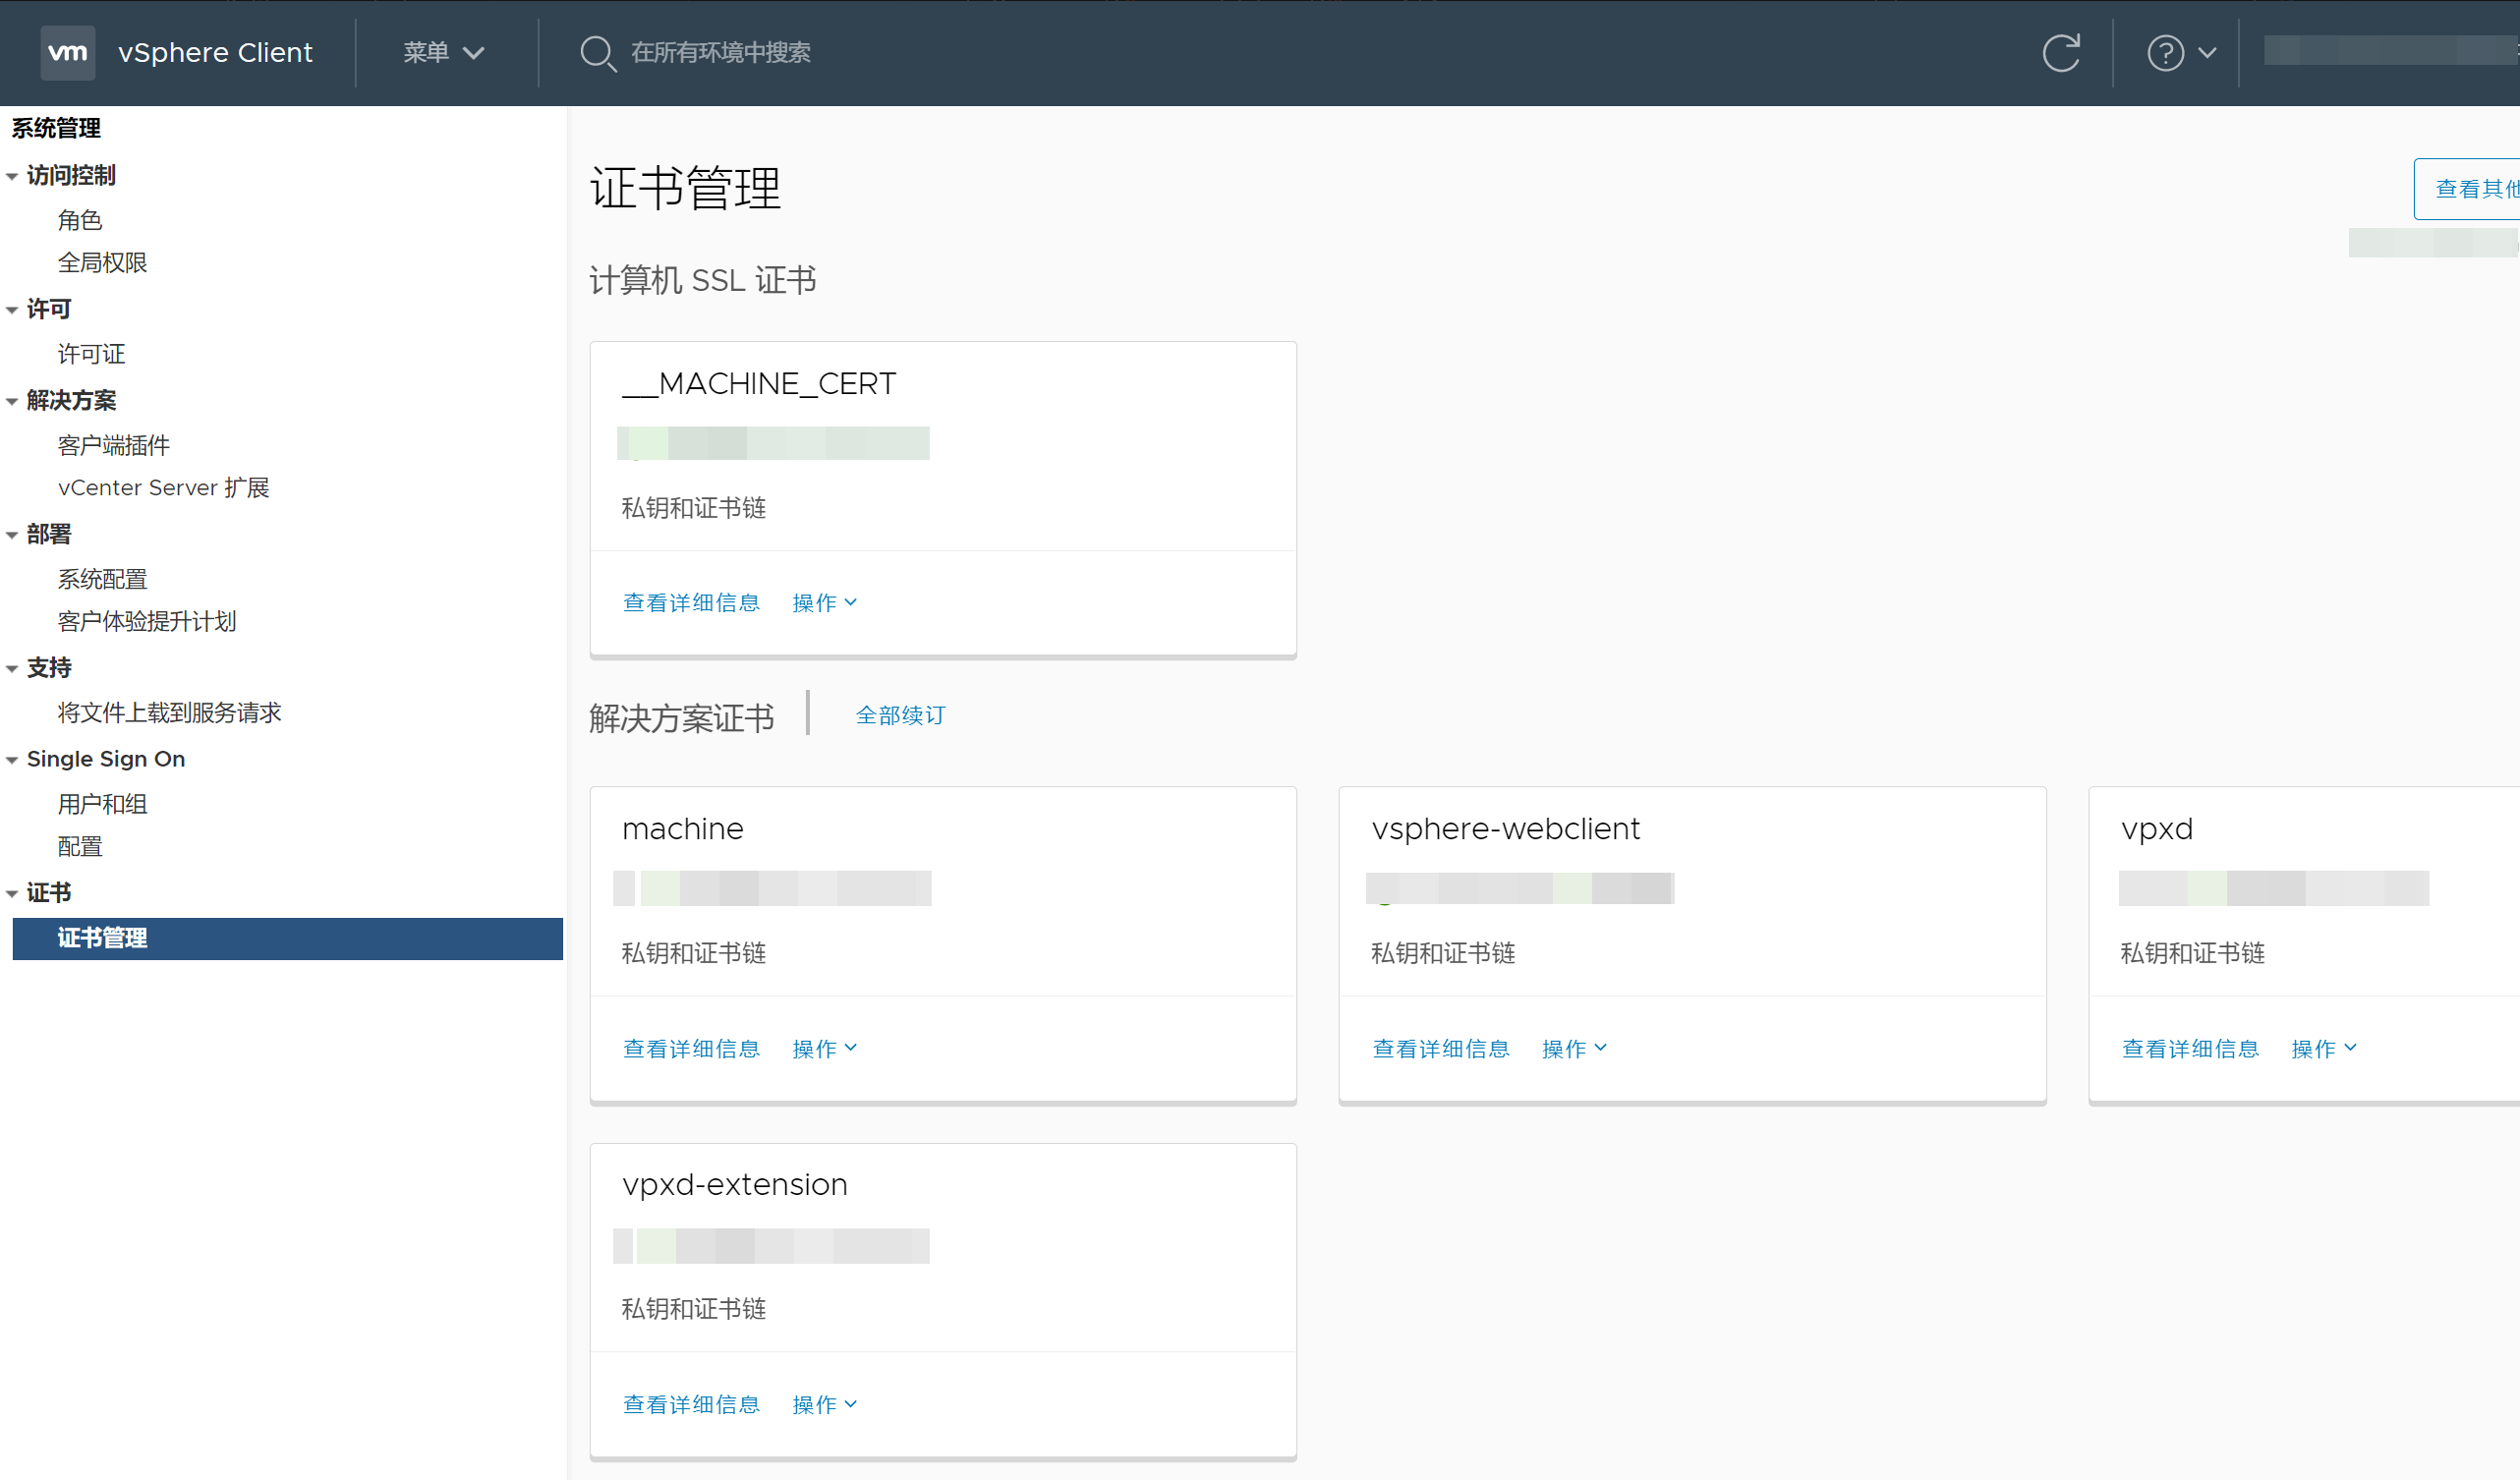 vm vSphere Client 菜单 在所有环境中搜索
系统管理
访问控制
角色
全局权限
许可
许可证
解决方案
客户端插件
vCenter Server 扩展
部署
系统配置
客户体验提升计划
支持
将文件上载到服务请求
Single Sign On
用户和组
配置
证书
证书管理
证书管理
查看其他
计算机 SSL 证书
__MACHINE_CERT
私钥和证书链
查看详细信息 操作
解决方案证书 全部续订
machine
私钥和证书链
查看详细信息 操作
vsphere-webclient
私钥和证书链
查看详细信息 操作
vpxd
私钥和证书链
查看详细信息 操作
vpxd-extension
私钥和证书链
查看详细信息 操作